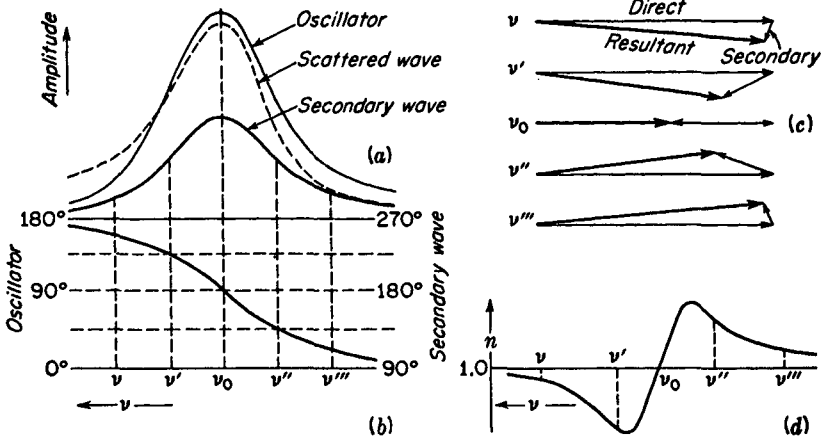 Amplitude
Oscillator
Scattered wave
Secondary wave
(a)
180°
270°
Oscillator
90°
180°
Secondary wave
0°
90°
ν ν′ ν₀ ν″ ν‴
ν
(b)
ν
Direct
Resultant
Secondary
ν′
ν₀
(c)
ν″
ν‴
n
1.0
ν ν′ ν₀ ν″ ν‴
ν
(d)